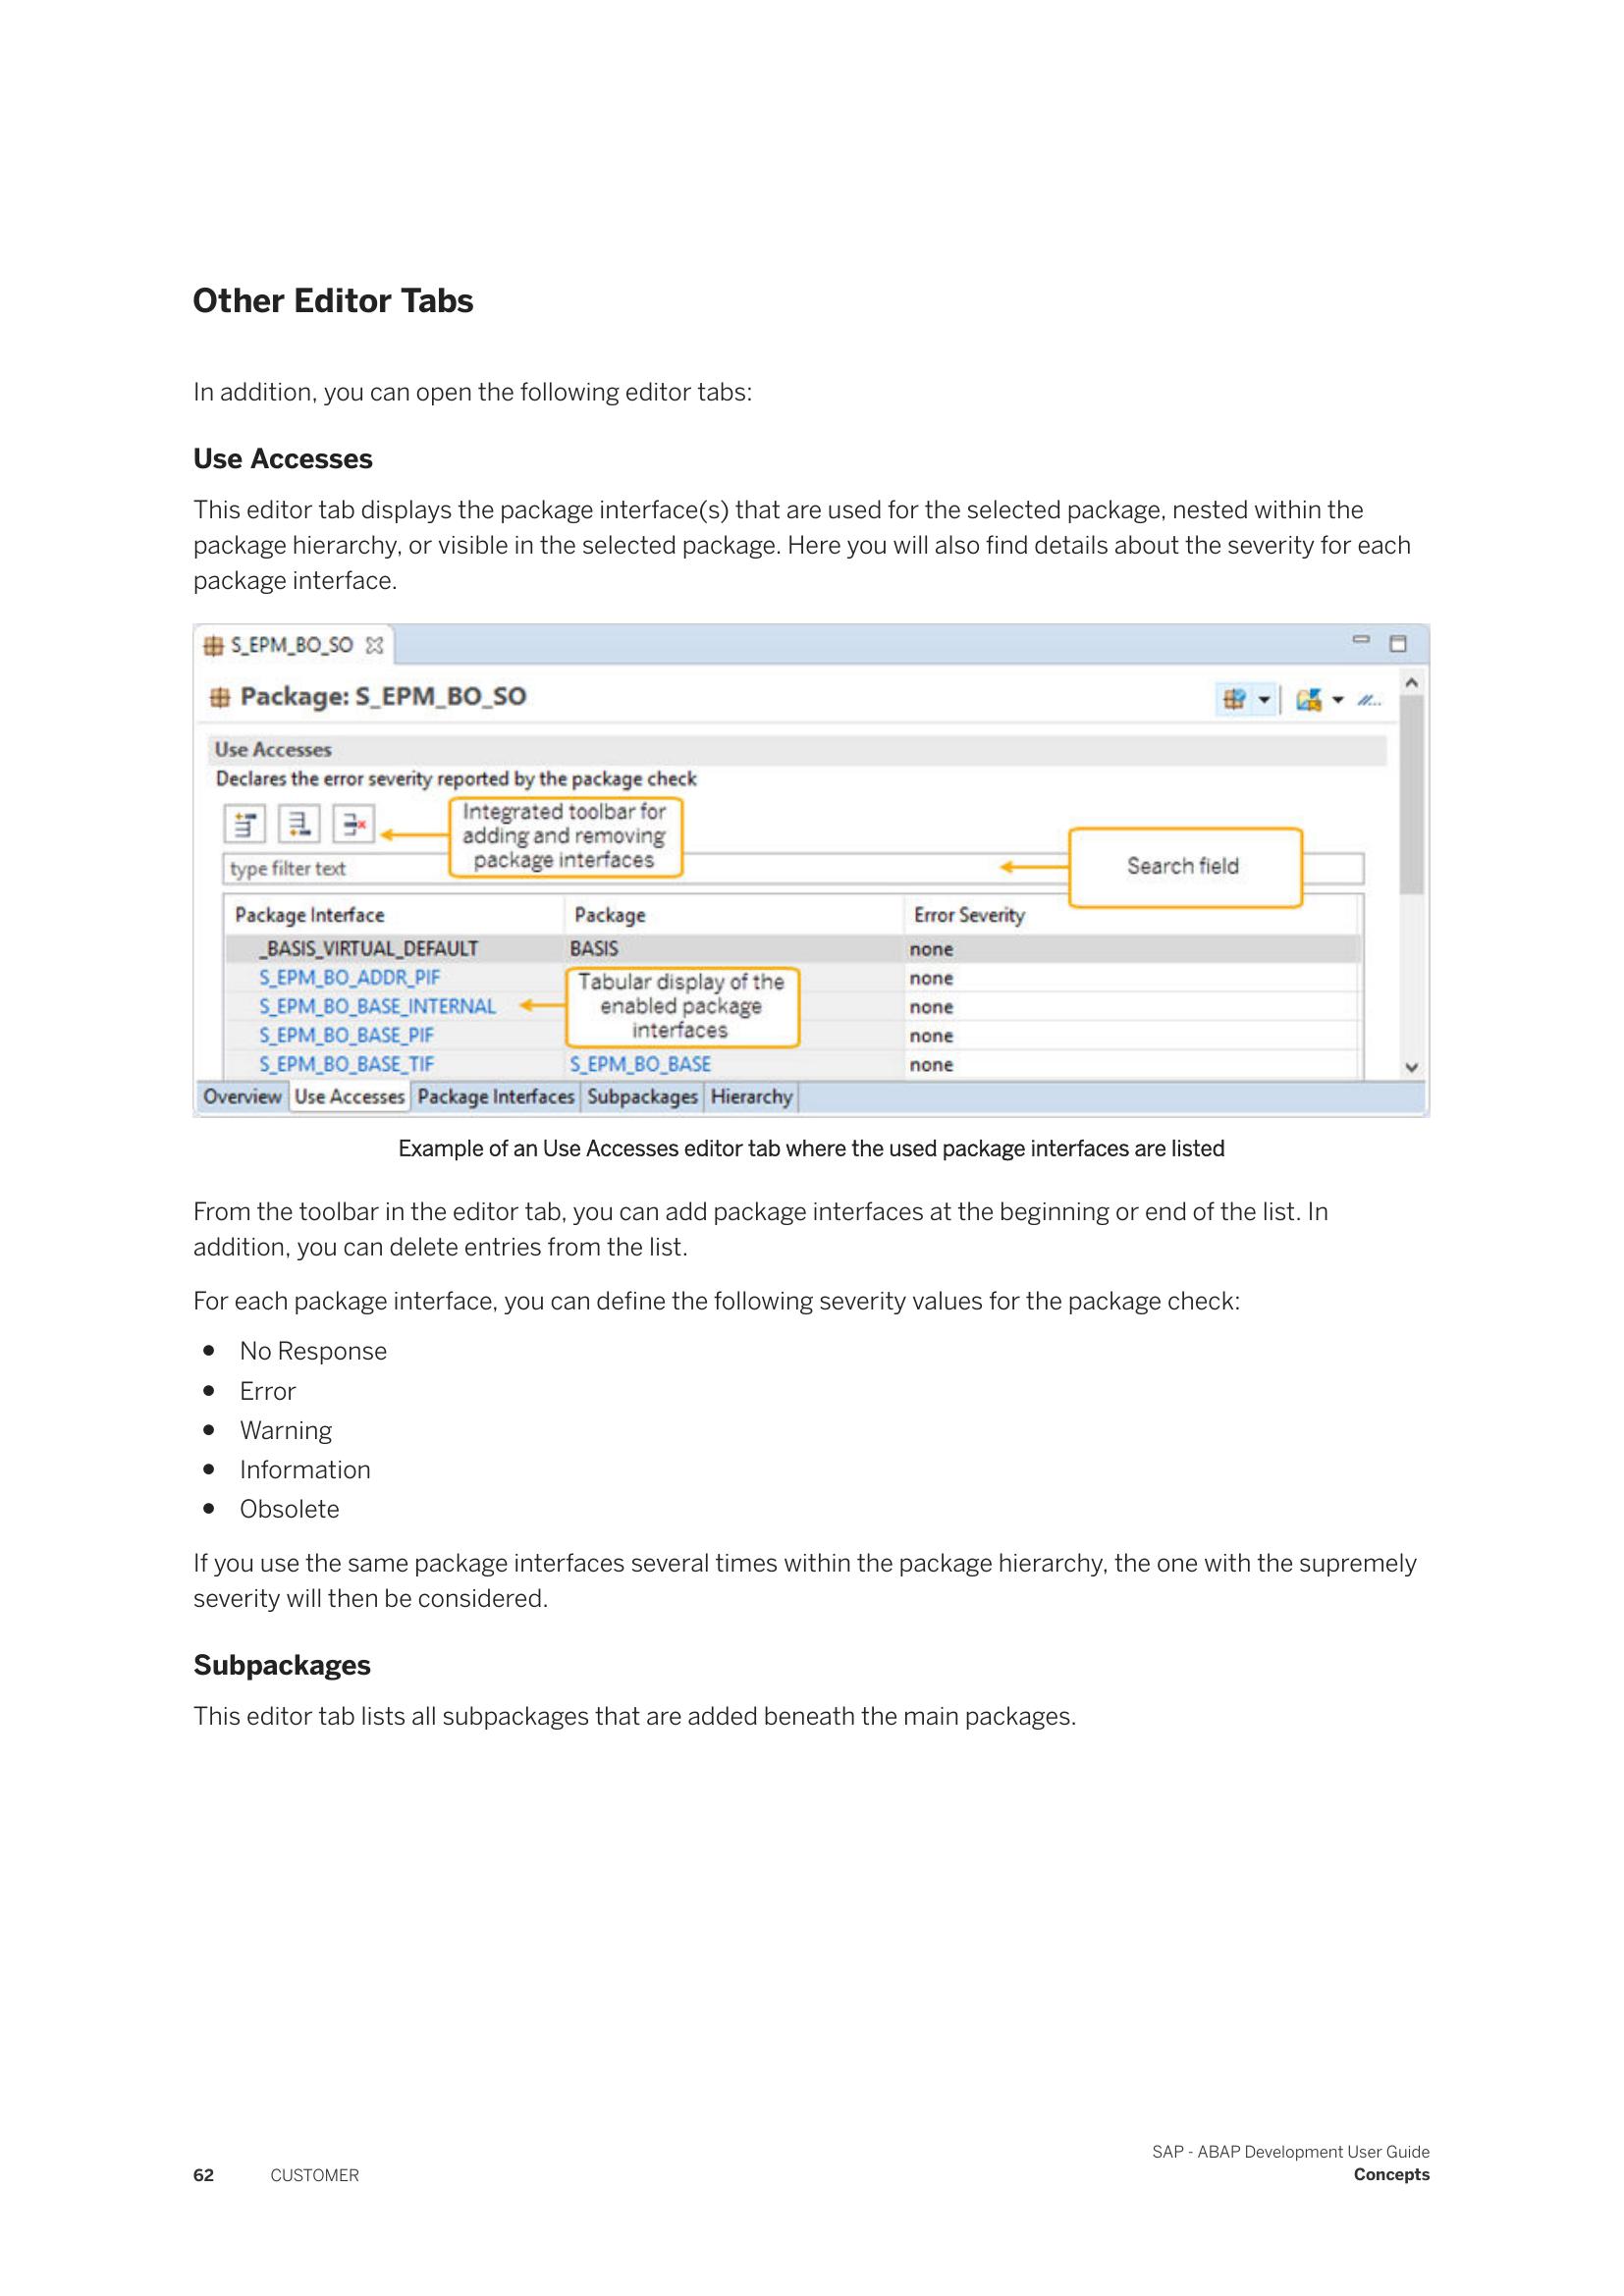 Other Editor Tabs
In addition, you can open the following editor tabs:
Use Accesses
This editor tab displays the package interface(s) that are used for the selected package, nested within the
package hierarchy, or visible in the selected package. Here you will also find details about the severity for each
package interface.
S_EPM_BO_SO
Package: S_EPM_BO_SO
Use Accesses
Declares the error severity reported by the package check
Integrated toolbar for
adding and removing
package interfaces
type filter text
Search field
Package Interface Package Error Severity
_BASIS_VIRTUAL_DEFAULT BASIS none
S_EPM_BO_ADDR_PIF none
S_EPM_BO_BASE_INTERNAL none
S_EPM_BO_BASE_PIF none
Tabular display of the
enabled package
interfaces
S_EPM_BO_BASE_TIF S_EPM_BO_BASE none
Overview Use Accesses Package Interfaces Subpackages Hierarchy
Example of an Use Accesses editor tab where the used package interfaces are listed
From the toolbar in the editor tab, you can add package interfaces at the beginning or end of the list. In
addition, you can delete entries from the list.
For each package interface, you can define the following severity values for the package check:
● No Response
● Error
● Warning
● Information
● Obsolete
If you use the same package interfaces several times within the package hierarchy, the one with the supremely
severity will then be considered.
Subpackages
This editor tab lists all subpackages that are added beneath the main packages.
SAP - ABAP Development User Guide
62 CUSTOMER Concepts